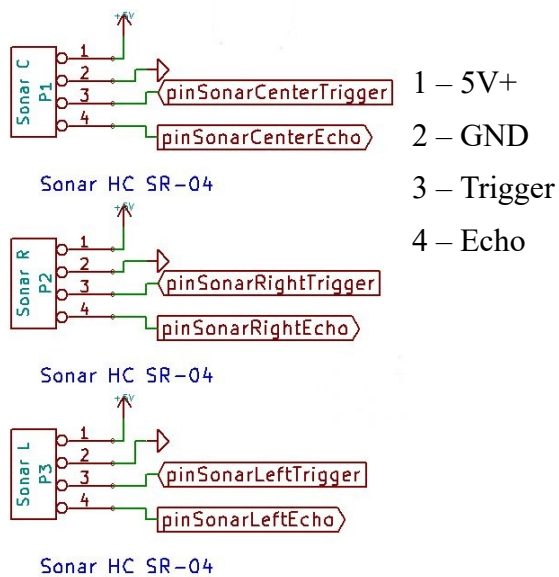 +5V
Sonar C
P1
1
2
3
4
pinSonarCenterTrigger
pinSonarCenterEcho
Sonar HC SR-04
1 – 5V+
2 – GND
3 – Trigger
4 – Echo
+5V
Sonar R
P2
1
2
3
4
pinSonarRightTrigger
pinSonarRightEcho
Sonar HC SR-04
+5V
Sonar L
P3
1
2
3
4
pinSonarLeftTrigger
pinSonarLeftEcho
Sonar HC SR-04